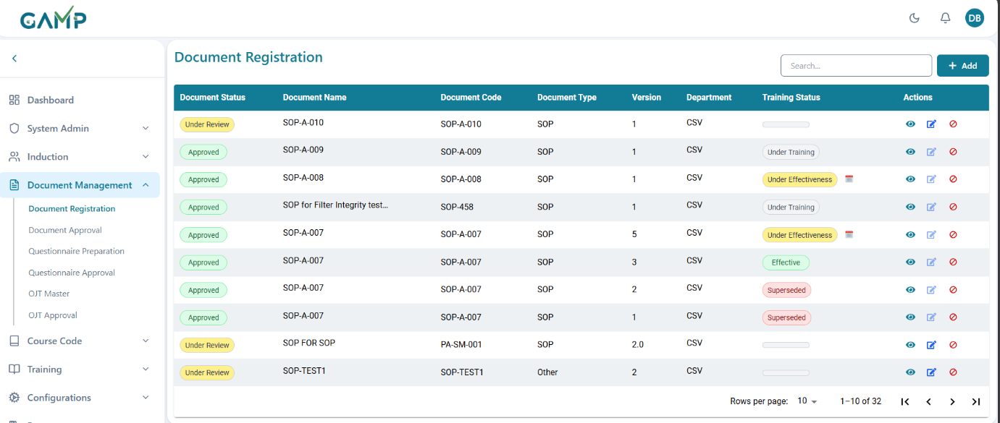 GAMP
DB
Document Registration
Search...
+ Add
Dashboard
System Admin
Induction
Document Management
Document Registration
Document Approval
Questionnaire Preparation
Questionnaire Approval
OJT Master
OJT Approval
Course Code
Training
Configurations
Document Status Document Name Document Code Document Type Version Department Training Status Actions
Under Review SOP-A-010 SOP-A-010 SOP 1 CSV
Approved SOP-A-009 SOP-A-009 SOP 1 CSV Under Training
Approved SOP-A-008 SOP-A-008 SOP 1 CSV Under Effectiveness
Approved SOP for Filter Integrity test... SOP-458 SOP 1 CSV Under Training
Approved SOP-A-007 SOP-A-007 SOP 5 CSV Under Effectiveness
Approved SOP-A-007 SOP-A-007 SOP 3 CSV Effective
Approved SOP-A-007 SOP-A-007 SOP 2 CSV Superseded
Approved SOP-A-007 SOP-A-007 SOP 1 CSV Superseded
Under Review SOP FOR SOP PA-SM-001 SOP 2.0 CSV
Under Review SOP-TEST1 SOP-TEST1 Other 2 CSV
Rows per page: 10 1–10 of 32